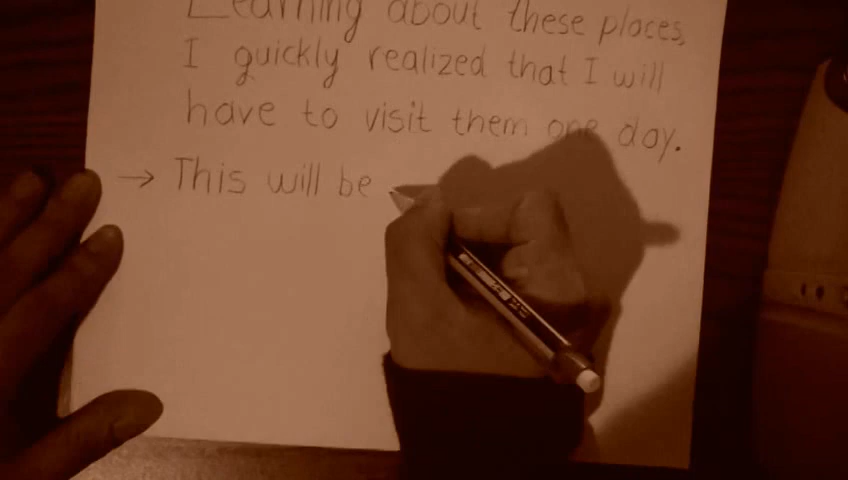 Learning about these places,
I quickly realized that I will
have to visit them one day.
→ This will be